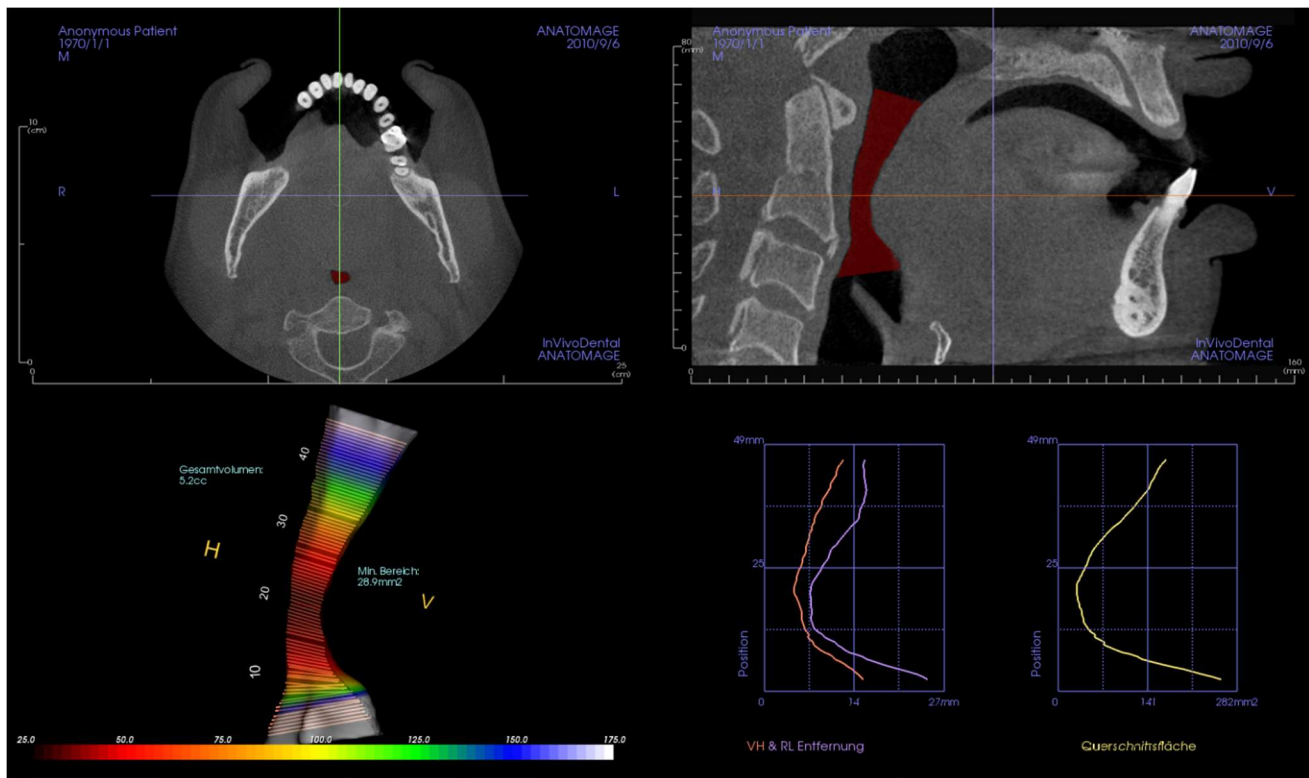 Anonymous Patient
1970/1/1
M
ANATOMAGE
2010/9/6
10
(cm)
R
L
InVivoDental
ANATOMAGE
0
0
25
(cm)
Anonymous Patient
1970/1/1
M
ANATOMAGE
2010/9/6
80
(mm)
H
V
InVivoDental
ANATOMAGE
0
0
160
(mm)
40
Gesamtvolumen:
5.2cc
30
H
Min. Bereich:
28.9mm2
20
V
10
25.0 50.0 75.0 100.0 125.0 150.0 175.0
49mm
25
Position
0 14 27mm
VH & RL Entfernung
49mm
25
Position
0 141 282mm2
Querschnittsfläche